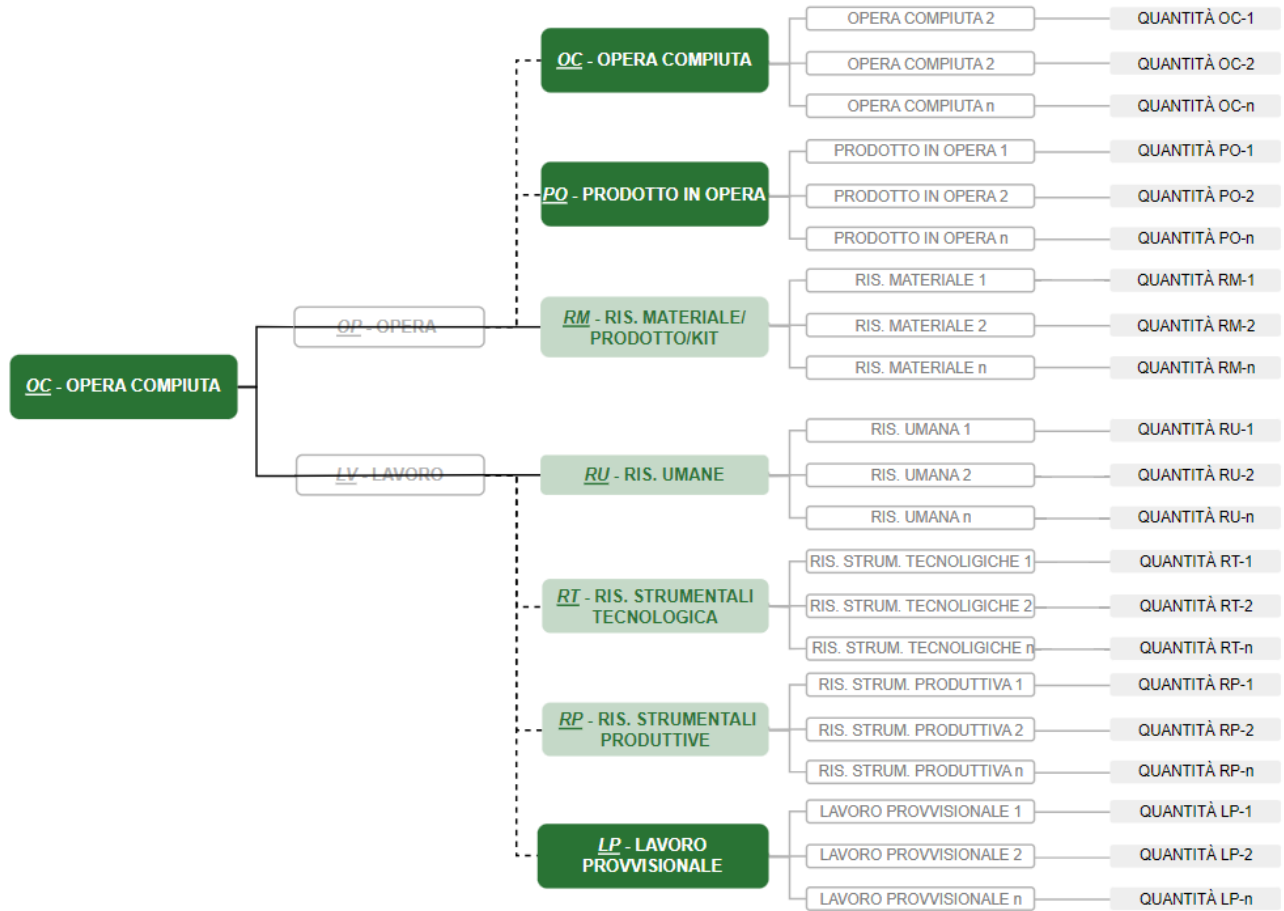 OPERA COMPIUTA 2
QUANTITÀ OC-1
OC - OPERA COMPIUTA
OPERA COMPIUTA 2
QUANTITÀ OC-2
OPERA COMPIUTA n
QUANTITÀ OC-n
PRODOTTO IN OPERA 1
QUANTITÀ PO-1
PO - PRODOTTO IN OPERA
PRODOTTO IN OPERA 2
QUANTITÀ PO-2
PRODOTTO IN OPERA n
QUANTITÀ PO-n
RIS. MATERIALE 1
QUANTITÀ RM-1
OP - OPERA
RM - RIS. MATERIALE/
PRODOTTO/KIT
RIS. MATERIALE 2
QUANTITÀ RM-2
RIS. MATERIALE n
QUANTITÀ RM-n
OC - OPERA COMPIUTA
RIS. UMANA 1
QUANTITÀ RU-1
LV - LAVORO
RU - RIS. UMANE
RIS. UMANA 2
QUANTITÀ RU-2
RIS. UMANA n
QUANTITÀ RU-n
RIS. STRUM. TECNOLIGICHE 1
QUANTITÀ RT-1
RT - RIS. STRUMENTALI
TECNOLOGICA
RIS. STRUM. TECNOLIGICHE 2
QUANTITÀ RT-2
RIS. STRUM. TECNOLIGICHE n
QUANTITÀ RT-n
RIS. STRUM. PRODUTTIVA 1
QUANTITÀ RP-1
RP - RIS. STRUMENTALI
PRODUTTIVE
RIS. STRUM. PRODUTTIVA 2
QUANTITÀ RP-2
RIS. STRUM. PRODUTTIVA n
QUANTITÀ RP-n
LAVORO PROVVISIONALE 1
QUANTITÀ LP-1
LP - LAVORO
PROVVISIONALE
LAVORO PROVVISIONALE 2
QUANTITÀ LP-2
LAVORO PROVVISIONALE n
QUANTITÀ LP-n